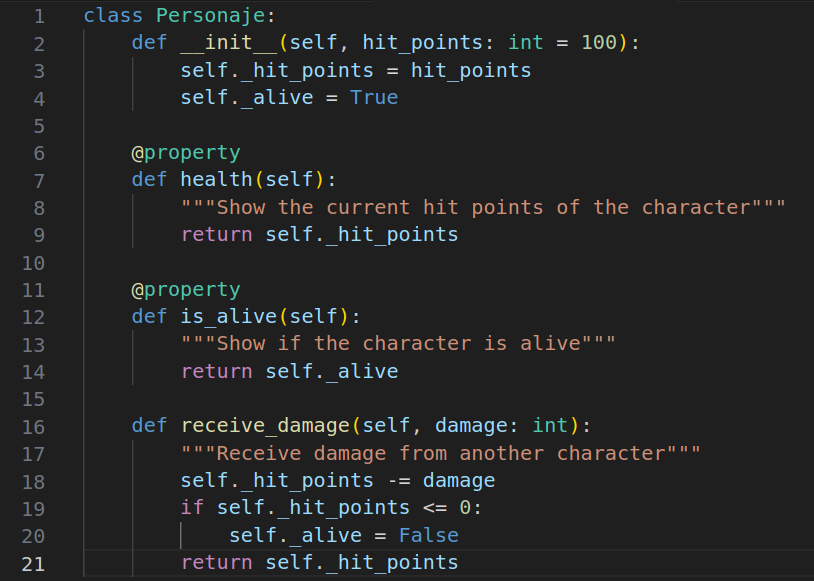 1 class Personaje:
2     def __init__(self, hit_points: int = 100):
3         self._hit_points = hit_points
4         self._alive = True
5
6     @property
7     def health(self):
8         """Show the current hit points of the character"""
9         return self._hit_points
10
11     @property
12     def is_alive(self):
13         """Show if the character is alive"""
14         return self._alive
15
16     def receive_damage(self, damage: int):
17         """Receive damage from another character"""
18         self._hit_points -= damage
19         if self._hit_points <= 0:
20             self._alive = False
21         return self._hit_points